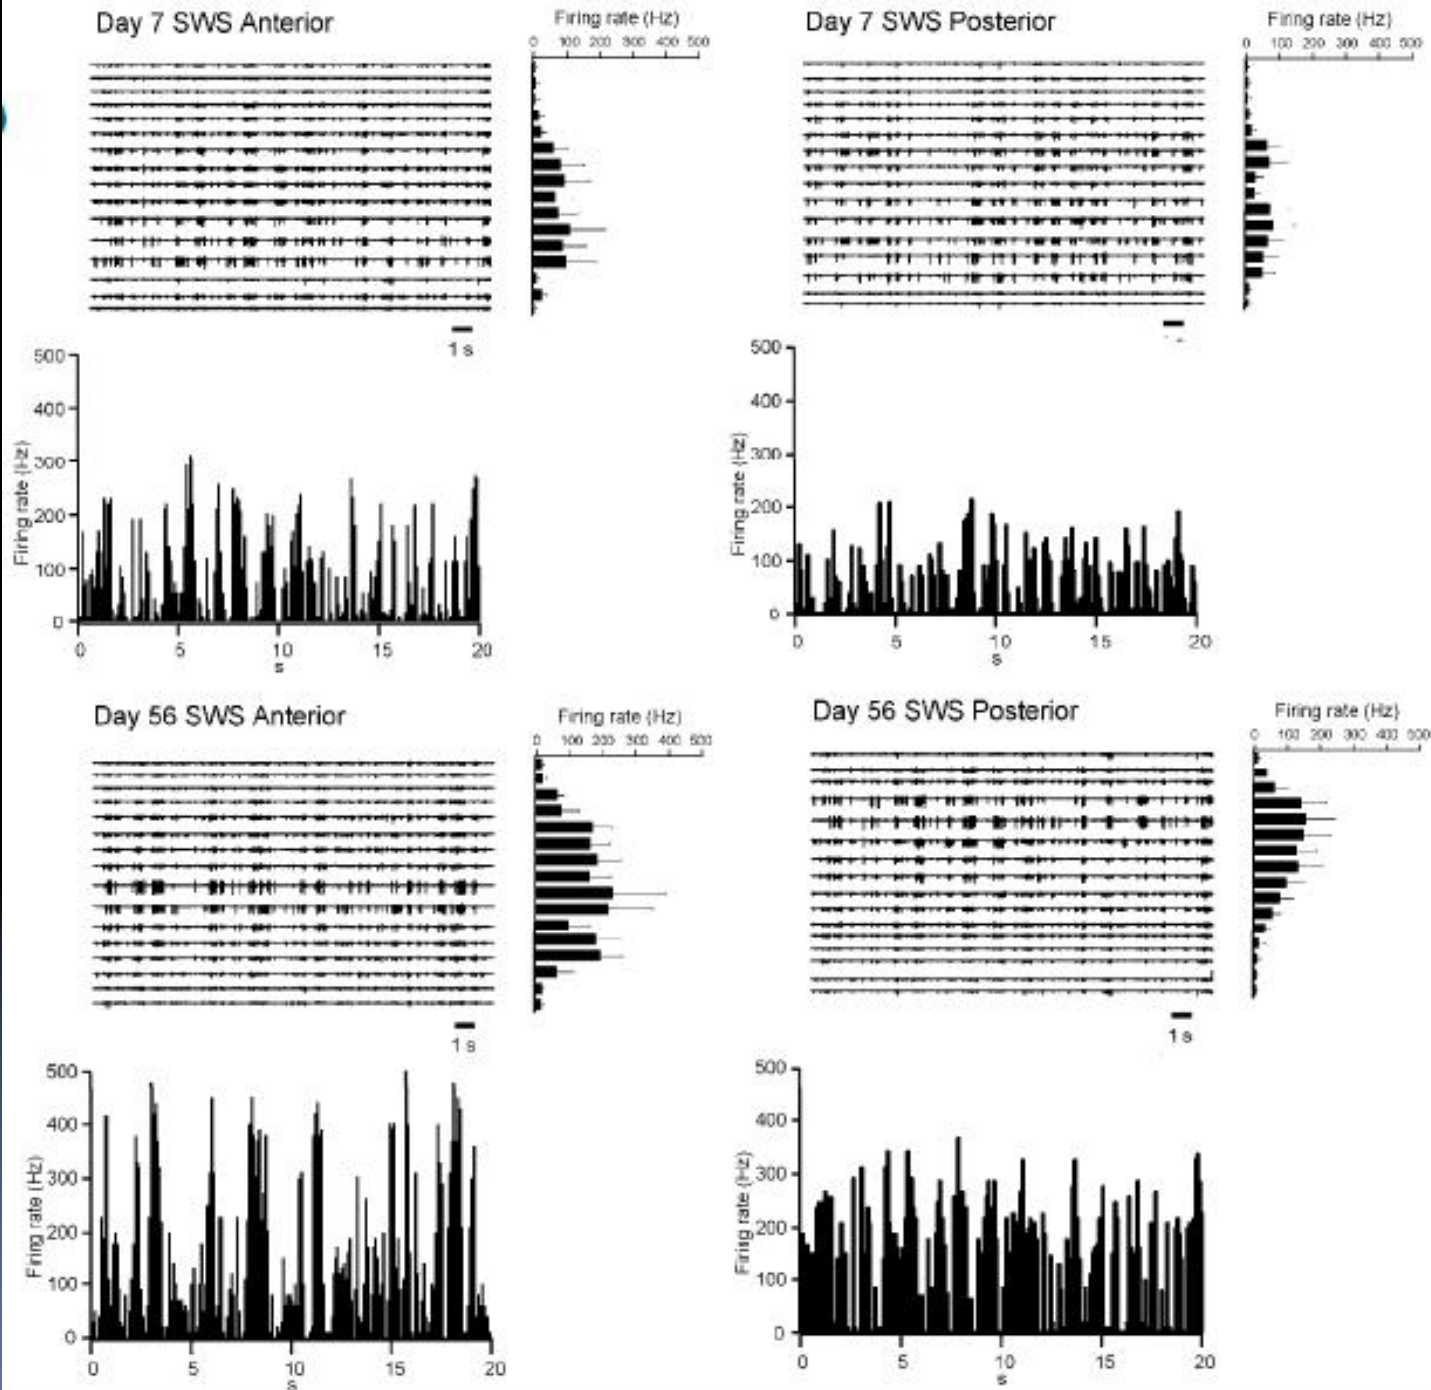 Day 7 SWS Anterior
Firing rate (Hz)
0 100 200 300 400 500
1 s
500
400
300
200
100
0
Firing rate (Hz)
0 5 10 15 20
s
Day 7 SWS Posterior
Firing rate (Hz)
0 100 200 300 400 500
500
400
300
200
100
0
Firing rate (Hz)
0 5 10 15 20
s
Day 56 SWS Anterior
Firing rate (Hz)
0 100 200 300 400 500
1 s
500
400
300
200
100
0
Firing rate (Hz)
0 5 10 15 20
s
Day 56 SWS Posterior
Firing rate (Hz)
0 100 200 300 400 500
1 s
500
400
300
200
100
0
Firing rate (Hz)
0 5 10 15 20
s